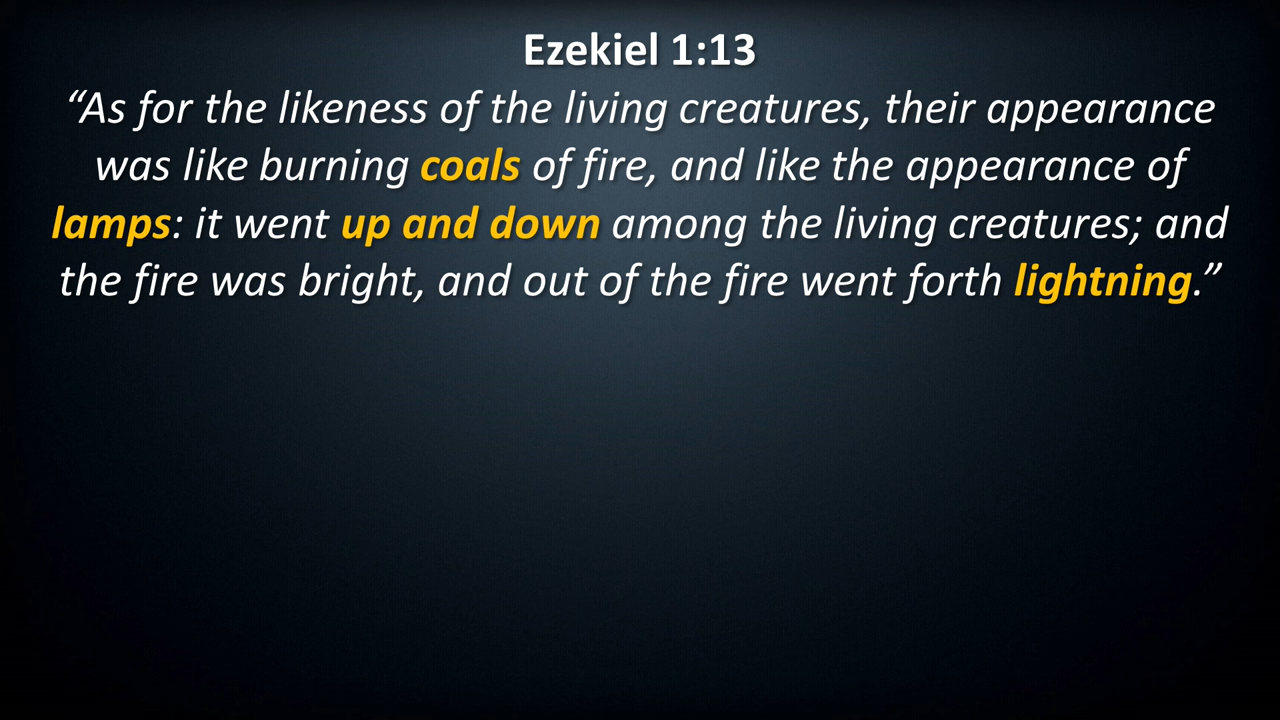 Ezekiel 1:13
“As for the likeness of the living creatures, their appearance
was like burning coals of fire, and like the appearance of
lamps: it went up and down among the living creatures; and
the fire was bright, and out of the fire went forth lightning.”